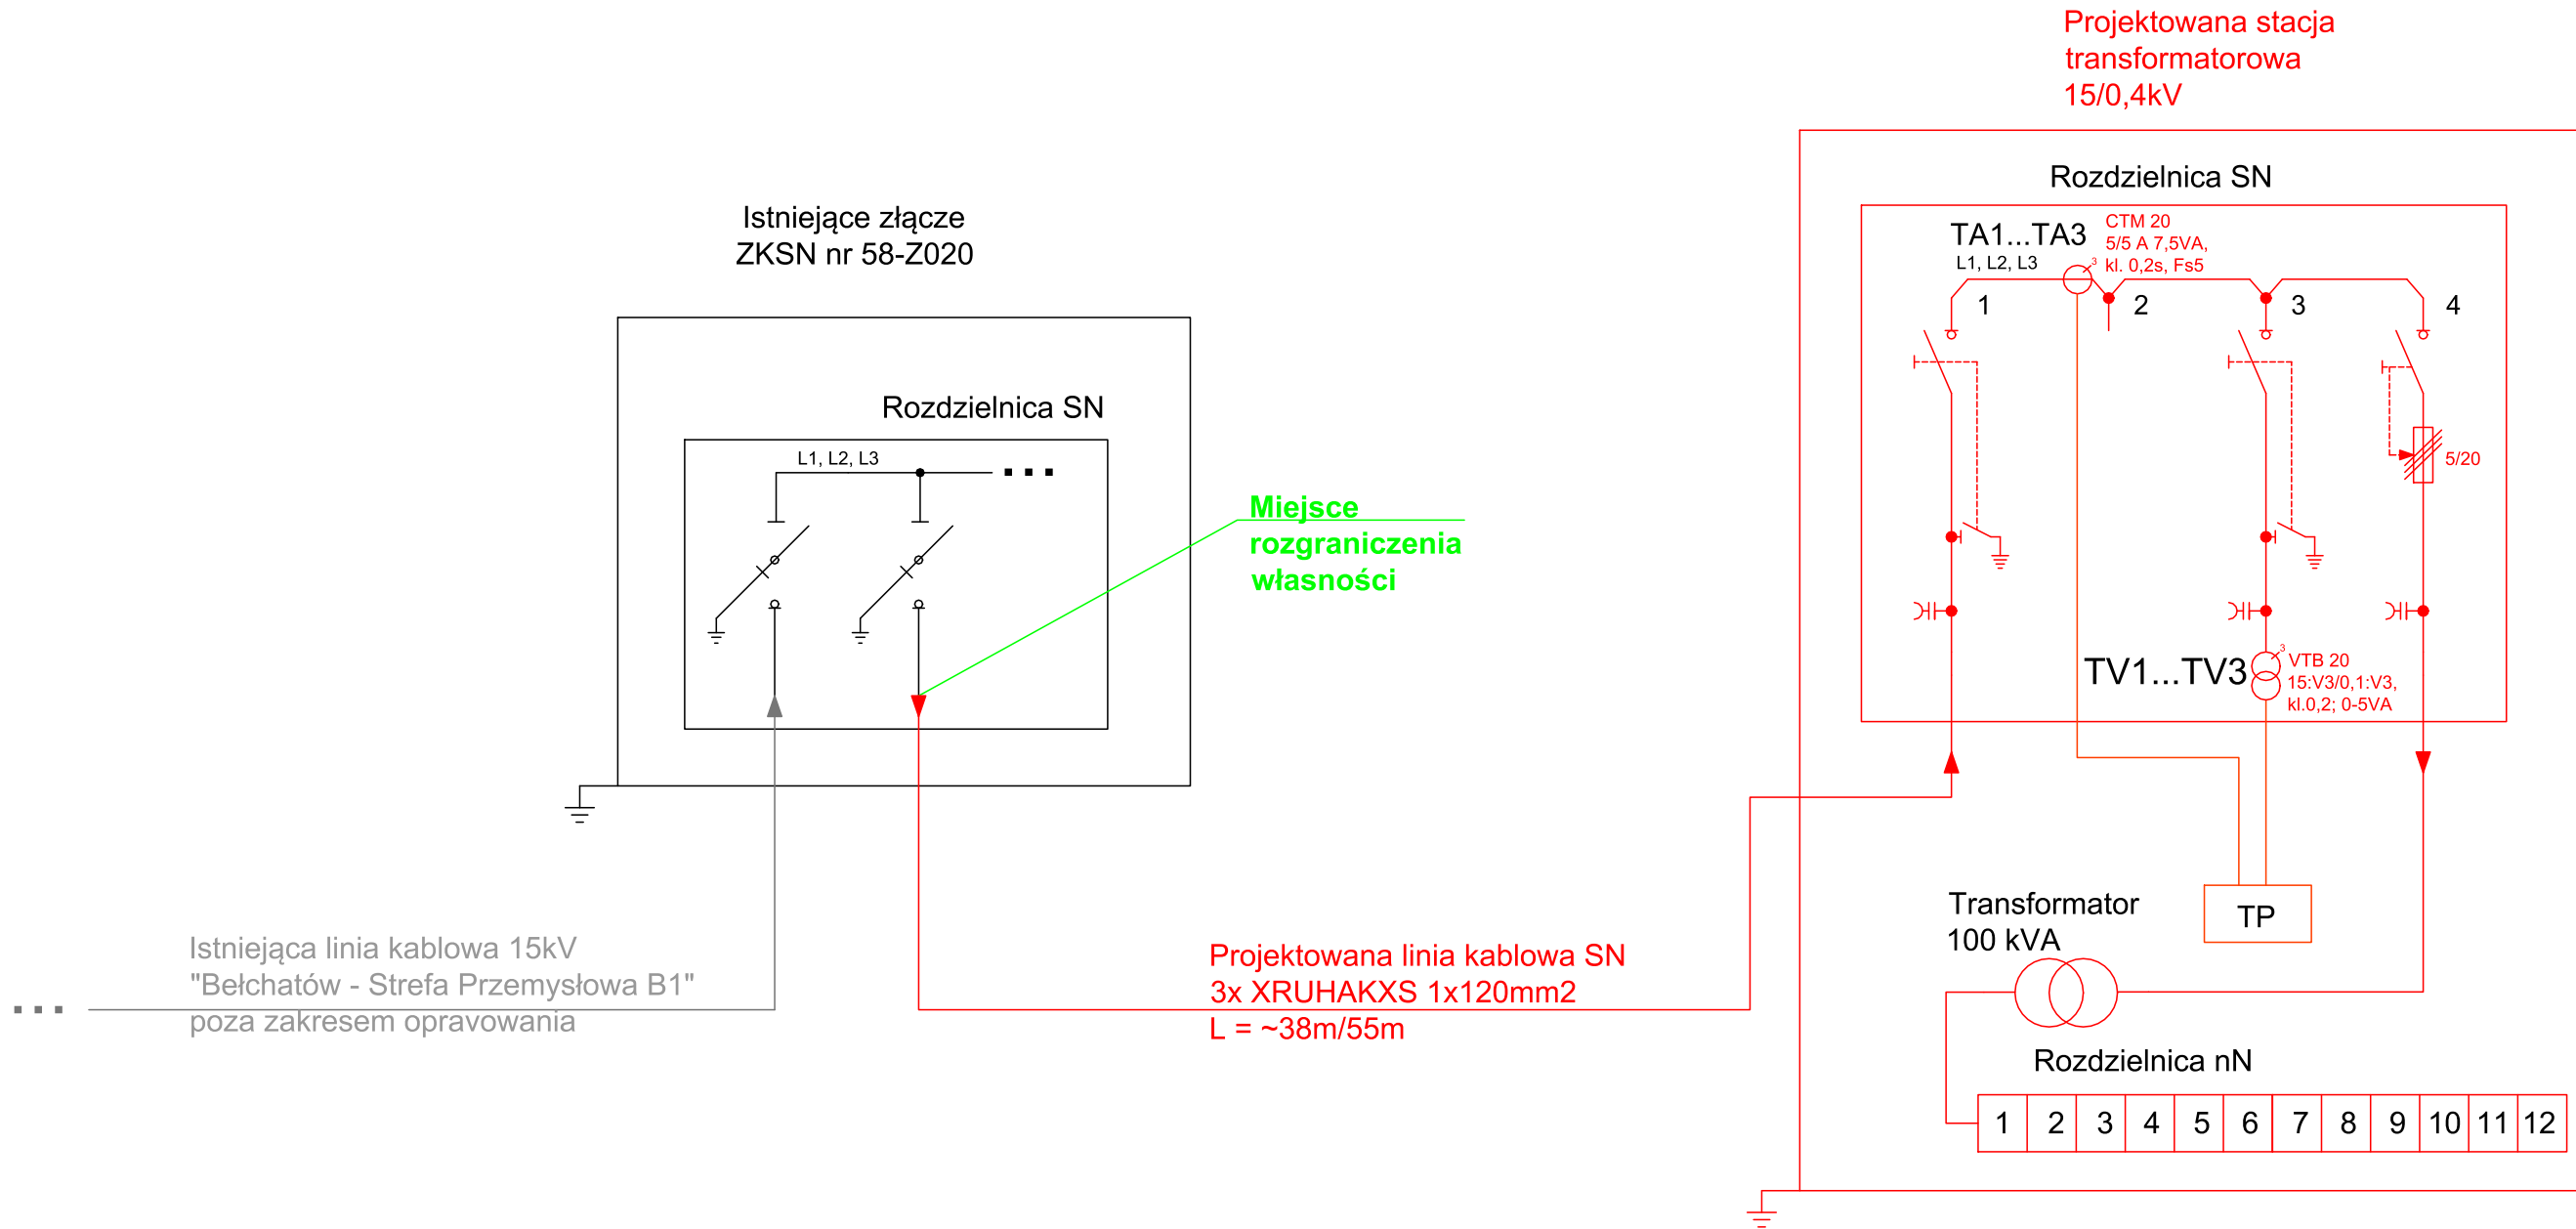 Projektowana stacja
transformatorowa
15/0,4kV
Istniejące złącze
ZKSN nr 58-Z020
Rozdzielnica SN
L1, L2, L3
Miejsce
rozgraniczenia
własności
Istniejąca linia kablowa 15kV
"Bełchatów - Strefa Przemysłowa B1"
poza zakresem opravowania
Projektowana linia kablowa SN
3x XRUHAKXS 1x120mm2
L = ~38m/55m
Rozdzielnica SN
TA1...TA3
L1, L2, L3
CTM 20
5/5 A 7,5VA,
kl. 0,2s, Fs5
3
1
2
3
4
5/20
TV1...TV3
3
VTB 20
15:V3/0,1:V3,
kl.0,2; 0-5VA
TP
Transformator
100 kVA
Rozdzielnica nN
1 2 3 4 5 6 7 8 9 10 11 12